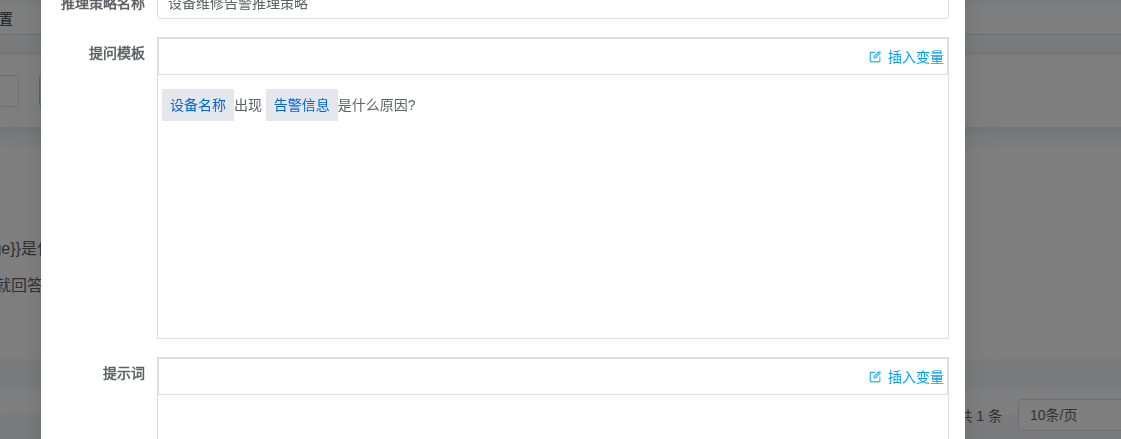 推理策略名称 设备维修告警推理策略
置
提问模板
插入变量
设备名称 出现 告警信息 是什么原因?
e}}是
就回答
提示词
插入变量
共 1 条 10条/页